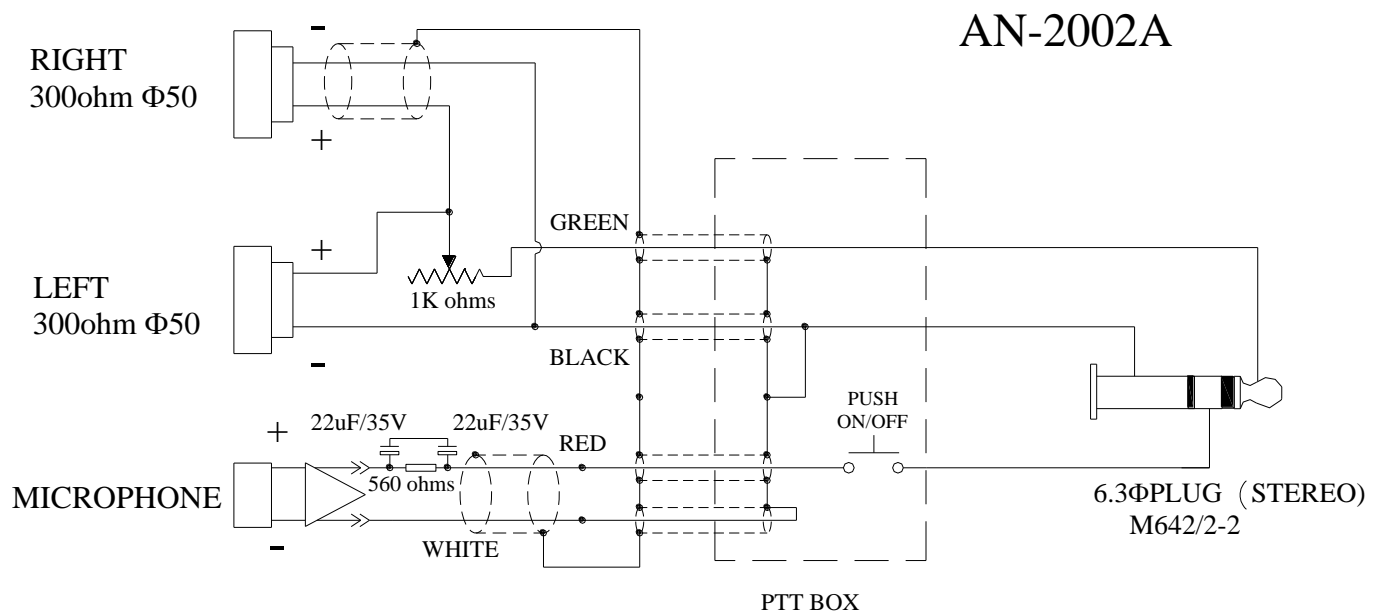 AN-2002A
-
RIGHT
300ohm Φ50
+
GREEN
+
LEFT
300ohm Φ50
1K ohms
-
BLACK
PUSH
ON/OFF
+
22uF/35V
22uF/35V
RED
560 ohms
MICROPHONE
6.3ΦPLUG（STEREO）
M642/2-2
-
WHITE
PTT BOX